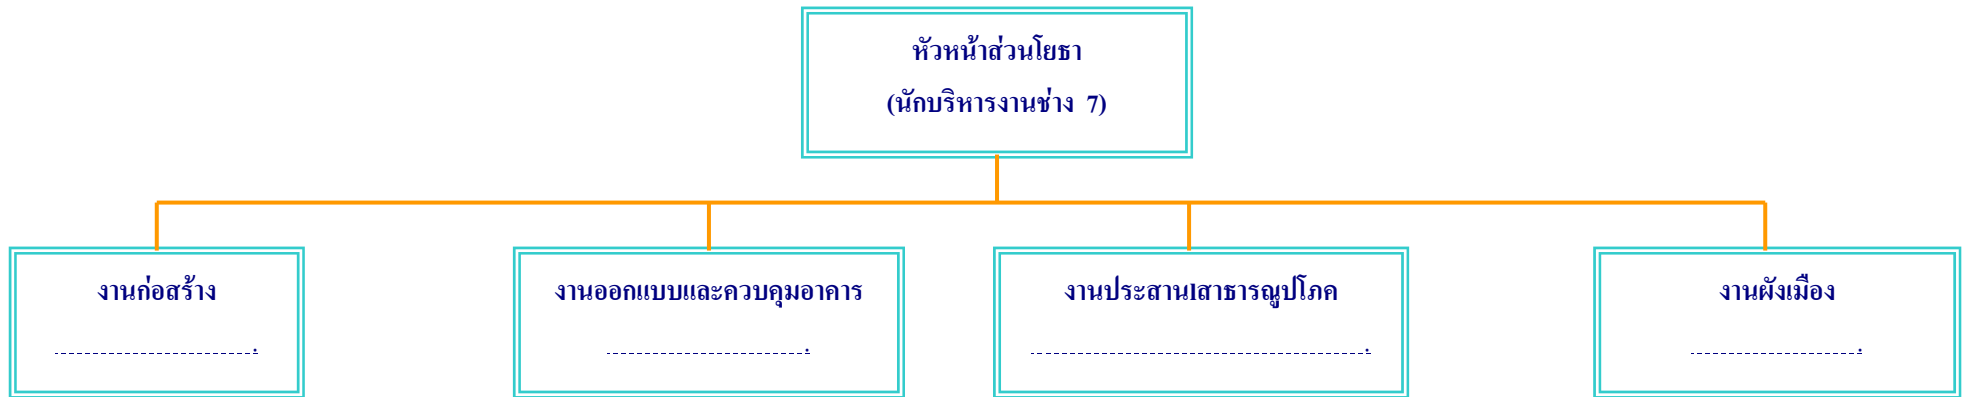 หัวหน้าส่วนโยธา
(นักบริหารงานช่าง 7)
งานก่อสร้าง
งานออกแบบและควบคุมอาคาร
งานประสานเสาธารณูปโภค
งานผังเมือง